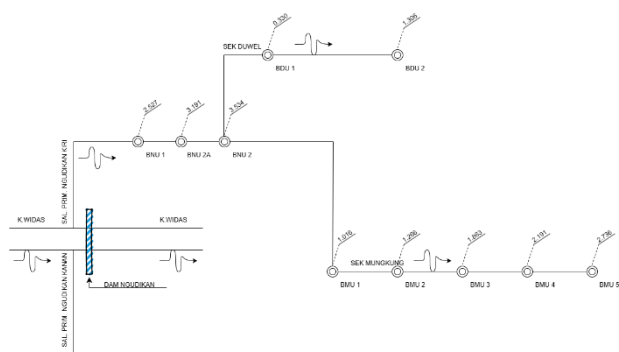 0.330
1.306
SEK DUWEL
BDU 1
BDU 2
2.527
3.191
3.534
BNU 1
BNU 2A
BNU 2
SAL. PRIM. NGUDIKAN KIRI
K.WIDAS
K.WIDAS
SAL. PRIM. NGUDIKAN KANAN
DAM NGUDIKAN
1.016
1.296
1.653
2.191
2.736
SEK MUNGKUNG
BMU 1
BMU 2
BMU 3
BMU 4
BMU 5